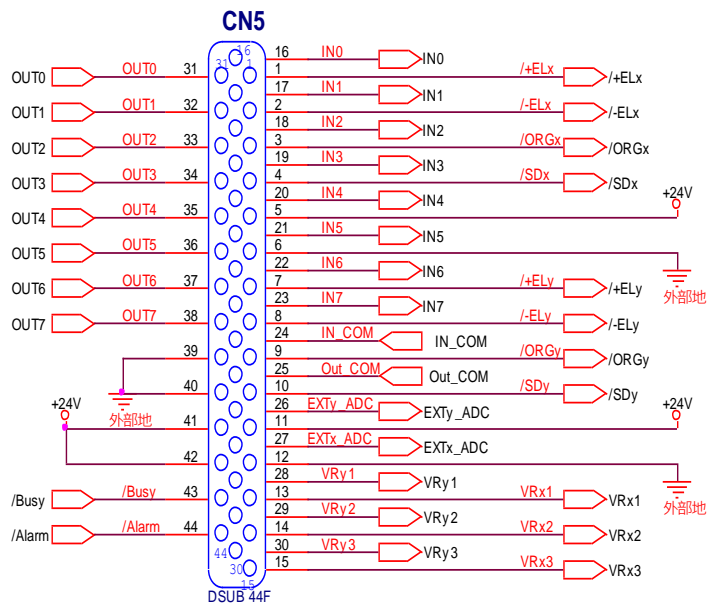 CN5
16
31 1
16 IN0 IN0
OUT0 OUT0 31
1 /+ELx /+ELx
17 IN1 IN1
OUT1 OUT1 32
2 /-ELx /-ELx
18 IN2 IN2
OUT2 OUT2 33
3 /ORGx /ORGx
19 IN3 IN3
OUT3 OUT3 34
4 /SDx /SDx
20 IN4 IN4
+24V
OUT4 OUT4 35
5
21 IN5 IN5
OUT5 OUT5 36
6
22 IN6 IN6
OUT6 OUT6 37
7 /+ELy /+ELy
外部地
23 IN7 IN7
OUT7 OUT7 38
8 /-ELy /-ELy
24 IN_COM IN_COM
39
9 /ORGy /ORGy
25 Out_COM Out_COM
40
10 /SDy /SDy
+24V
外部地
26 EXTy_ADC EXTy_ADC
+24V
41
11
27 EXTx_ADC EXTx_ADC
42
12
28 VRy1 VRy1
/Busy /Busy 43
13 VRx1 VRx1
外部地
29 VRy2 VRy2
/Alarm /Alarm 44
14 VRx2 VRx2
30 VRy3 VRy3
44
30
15 VRx3 VRx3
15
DSUB 44F